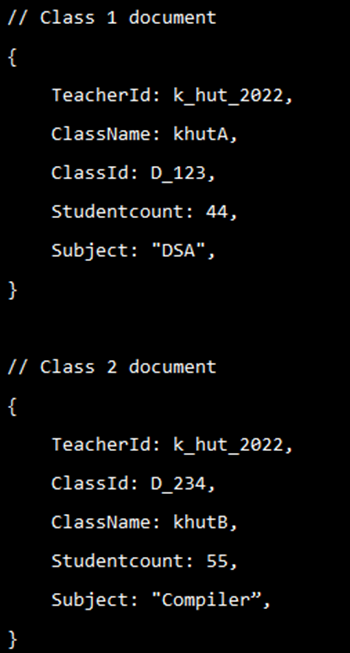 // Class 1 document
{
TeacherId: k_hut_2022,
ClassName: khutA,
ClassId: D_123,
Studentcount: 44,
Subject: "DSA",
}
// Class 2 document
{
TeacherId: k_hut_2022,
ClassId: D_234,
ClassName: khutB,
Studentcount: 55,
Subject: "Compiler”,
}